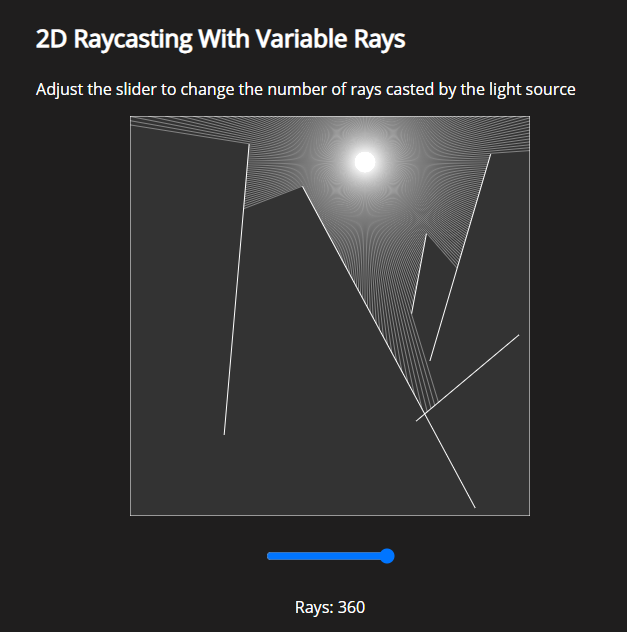 2D Raycasting With Variable Rays
Adjust the slider to change the number of rays casted by the light source
Rays: 360